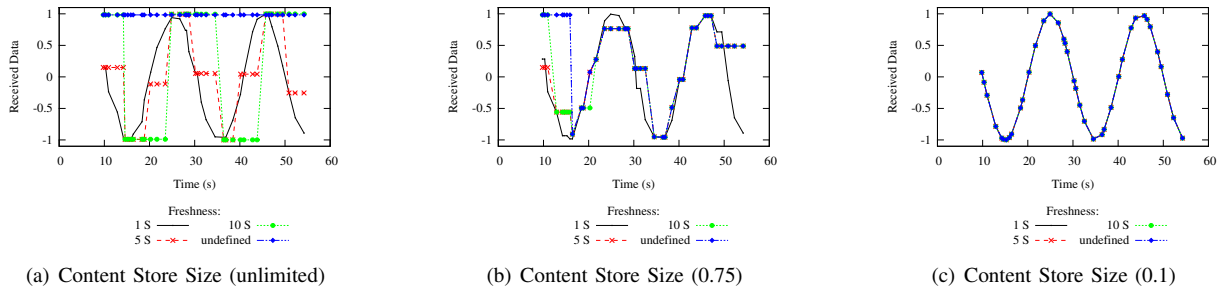 Received Data
1
0.5
0
-0.5
-1
0 10 20 30 40 50 60
Time (s)
Freshness:
1 S 10 S
5 S undefined
(a) Content Store Size (unlimited)
Received Data
1
0.5
0
-0.5
-1
0 10 20 30 40 50 60
Time (s)
Freshness:
1 S 10 S
5 S undefined
(b) Content Store Size (0.75)
Received Data
1
0.5
0
-0.5
-1
0 10 20 30 40 50 60
Time (s)
Freshness:
1 S 10 S
5 S undefined
(c) Content Store Size (0.1)